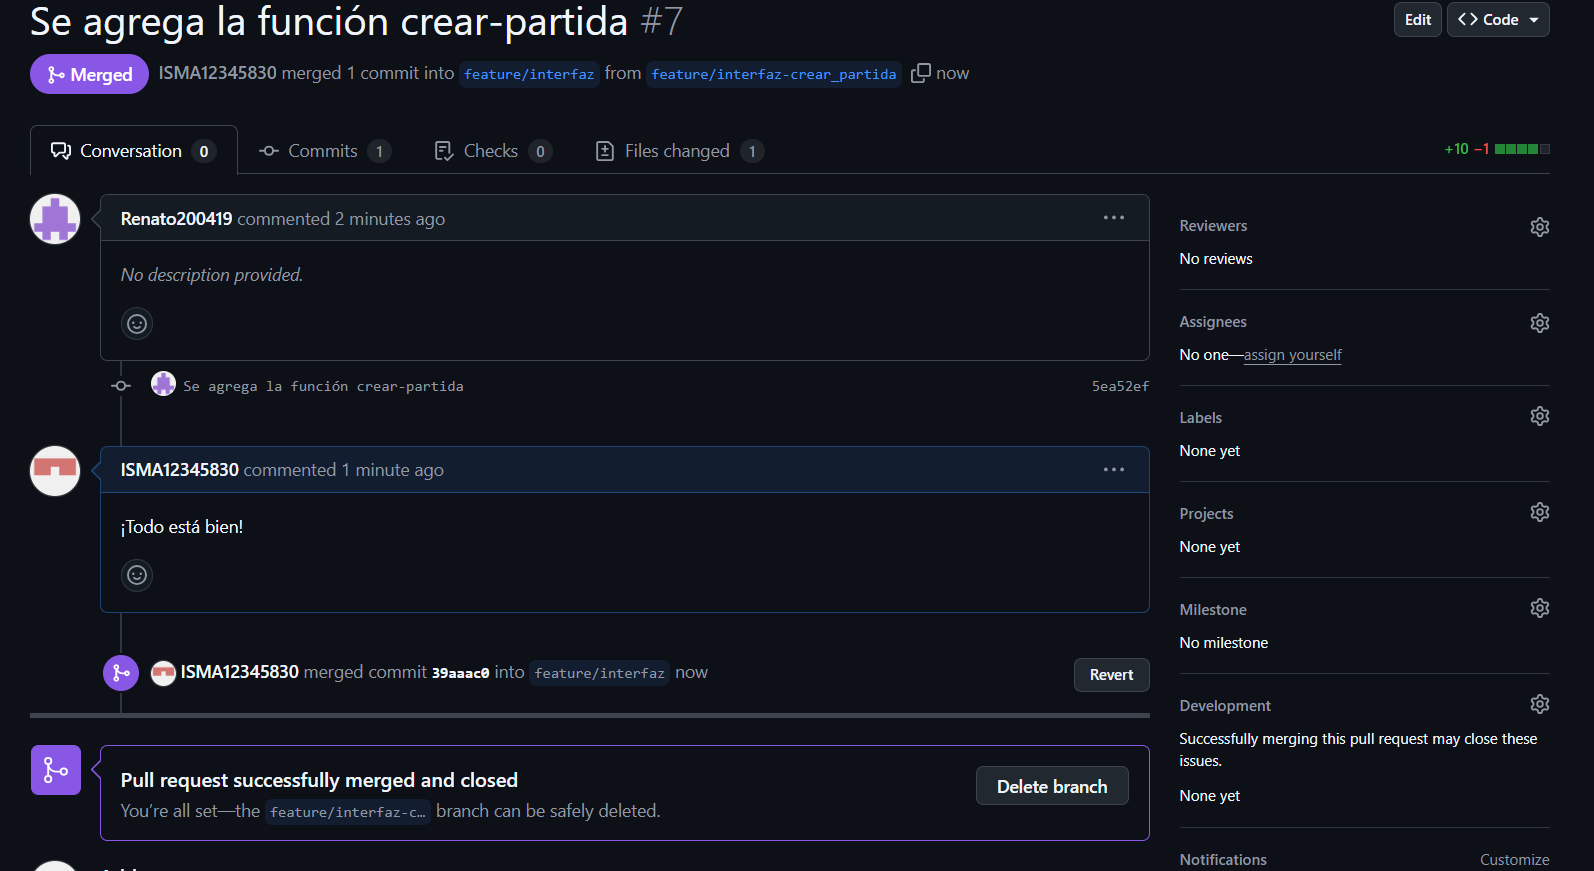 Se agrega la función crear-partida #7
Edit
Code
Merged
ISMA12345830 merged 1 commit into feature/interfaz from feature/interfaz-crear_partida now
Conversation 0
Commits 1
Checks 0
Files changed 1
+10 −1
Renato200419 commented 2 minutes ago
No description provided.
Se agrega la función crear-partida
5ea52ef
ISMA12345830 commented 1 minute ago
¡Todo está bien!
ISMA12345830 merged commit 39aaac0 into feature/interfaz now
Revert
Pull request successfully merged and closed
You’re all set—the feature/interfaz-c… branch can be safely deleted.
Delete branch
Reviewers
No reviews
Assignees
No one—assign yourself
Labels
None yet
Projects
None yet
Milestone
No milestone
Development
Successfully merging this pull request may close these
issues.
None yet
Notifications
Customize